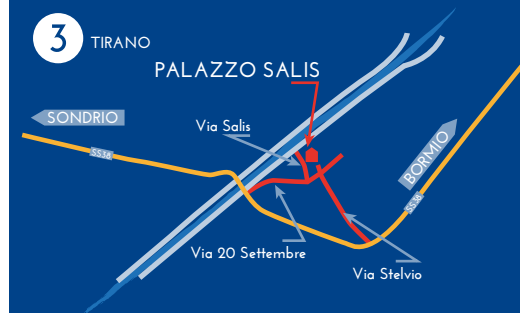 3 TIRANO
PALAZZO SALIS
SONDRIO
Via Salis
SS38
BORMIO
SS38
Via 20 Settembre
Via Stelvio